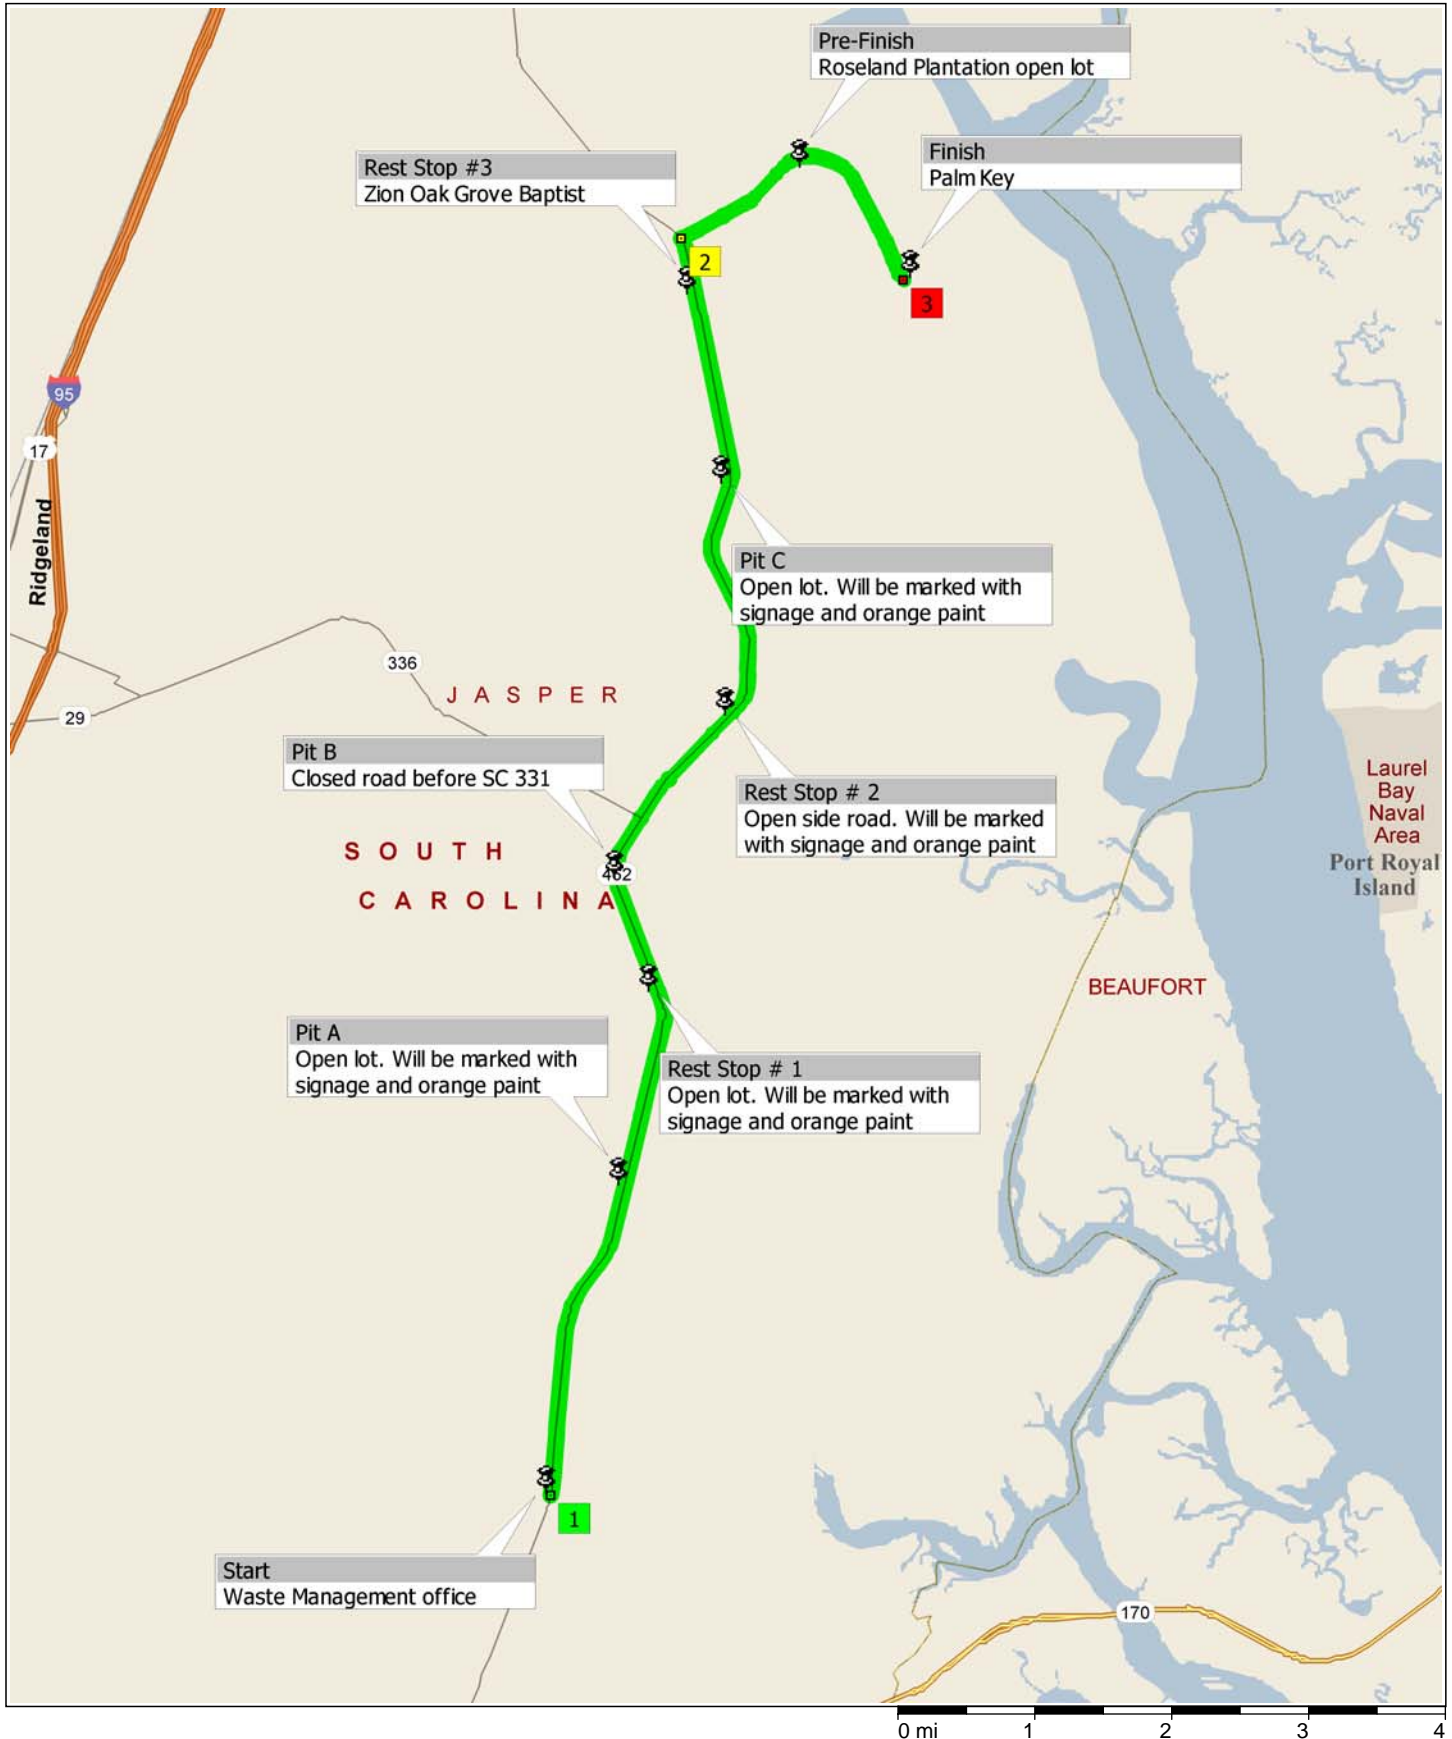 Pre-Finish
Roseland Plantation open lot
Finish
Palm Key
Rest Stop #3
Zion Oak Grove Baptist
2
3
95
17
Ridgeland
Pit C
Open lot. Will be marked with
signage and orange paint
336
JASPER
29
Pit B
Closed road before SC 331
Rest Stop # 2
Open side road. Will be marked
with signage and orange paint
Laurel
Bay
Naval
Area
Port Royal
Island
SOUTH
CAROLINA
462
BEAUFORT
Pit A
Open lot. Will be marked with
signage and orange paint
Rest Stop # 1
Open lot. Will be marked with
signage and orange paint
1
Start
Waste Management office
170
0 mi 1 2 3 4